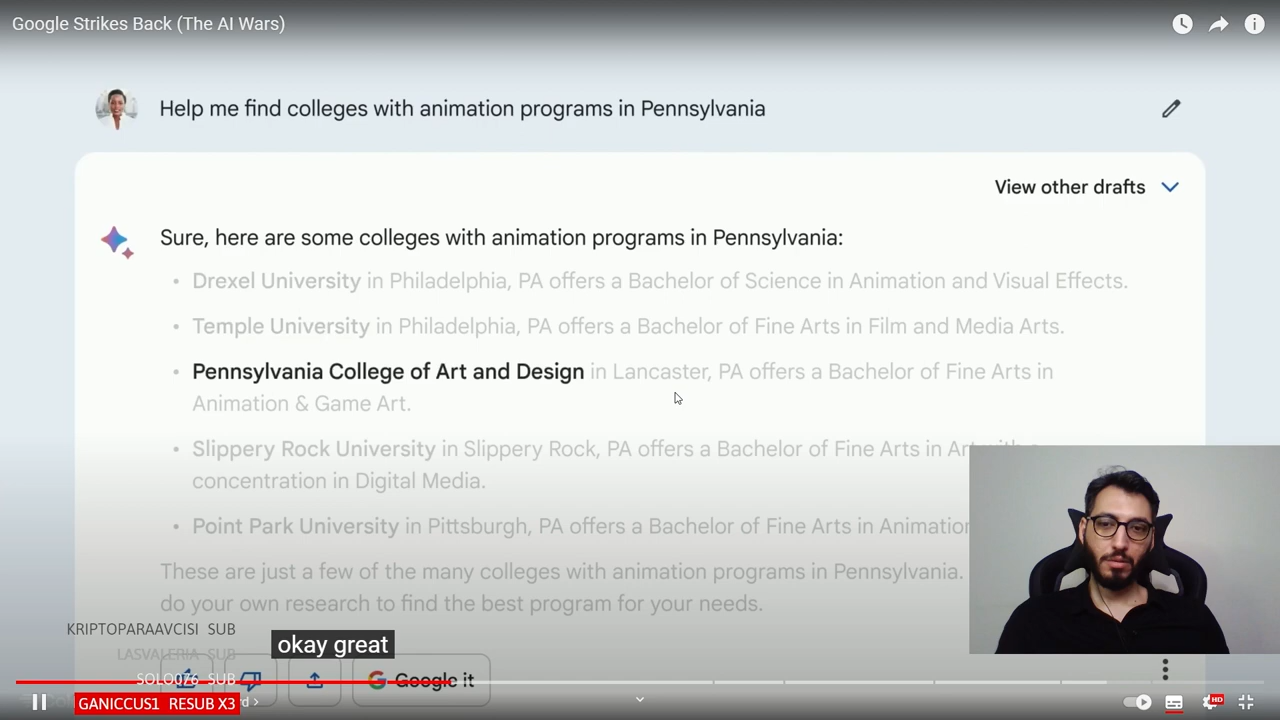 Google Strikes Back (The AI Wars)
Help me find colleges with animation programs in Pennsylvania
View other drafts
Sure, here are some colleges with animation programs in Pennsylvania:
• Drexel University in Philadelphia, PA offers a Bachelor of Science in Animation and Visual Effects.
• Temple University in Philadelphia, PA offers a Bachelor of Fine Arts in Film and Media Arts.
• Pennsylvania College of Art and Design in Lancaster, PA offers a Bachelor of Fine Arts in
Animation & Game Art.
• Slippery Rock University in Slippery Rock, PA offers a Bachelor of Fine Arts in Art with a
concentration in Digital Media.
• Point Park University in Pittsburgh, PA offers a Bachelor of Fine Arts in Animation
These are just a few of the many colleges with animation programs in Pennsylvania.
do your own research to find the best program for your needs.
KRIPTOPARAAVCISI SUB
okay great
LASVALERIA SUB
SOLO076 SUB
Google it
GANICCUS1 RESUB X3
HD